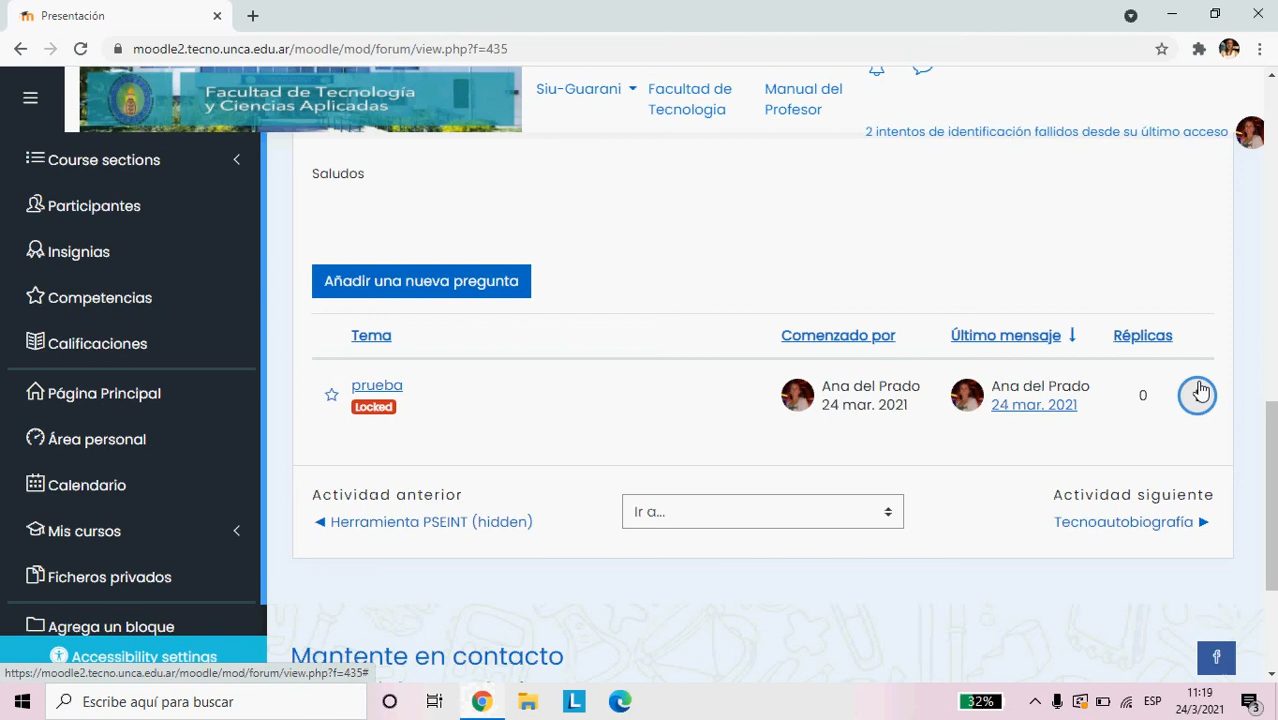 Presentación
moodle2.tecno.unca.edu.ar/moodle/mod/forum/view.php?f=435
Facultad de Tecnología
y Ciencias Aplicadas
Siu-Guarani
Facultad de
Tecnologia
Manual del
Profesor
2 intentos de identificación fallidos desde su último acceso
Course sections
Participantes
Insignias
Competencias
Calificaciones
Página Principal
Área personal
Calendario
Mis cursos
Ficheros privados
Agrega un bloque
Accessibility settings
Saludos
Añadir una nueva pregunta
Tema Comenzado por Último mensaje Réplicas
prueba Ana del Prado Ana del Prado 0
Locked 24 mar. 2021 24 mar. 2021
Actividad anterior
◄ Herramienta PSEINT (hidden)
Ir a...
Actividad siguiente
Tecnoautobiografía ►
Mantente en contacto
https://moodle2.tecno.unca.edu.ar/moodle/mod/forum/view.php?f=435#
Escribe aquí para buscar
32%
ESP
11:19
24/3/2021
3